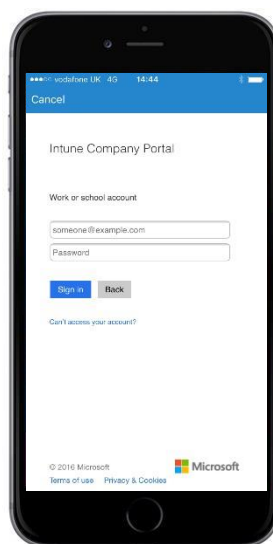 vodafone UK 4G 14:44
Cancel
Intune Company Portal
Work or school account
someone@example.com
Password
Sign in Back
Can't access your account?
© 2016 Microsoft Microsoft
Terms of use Privacy & Cookies